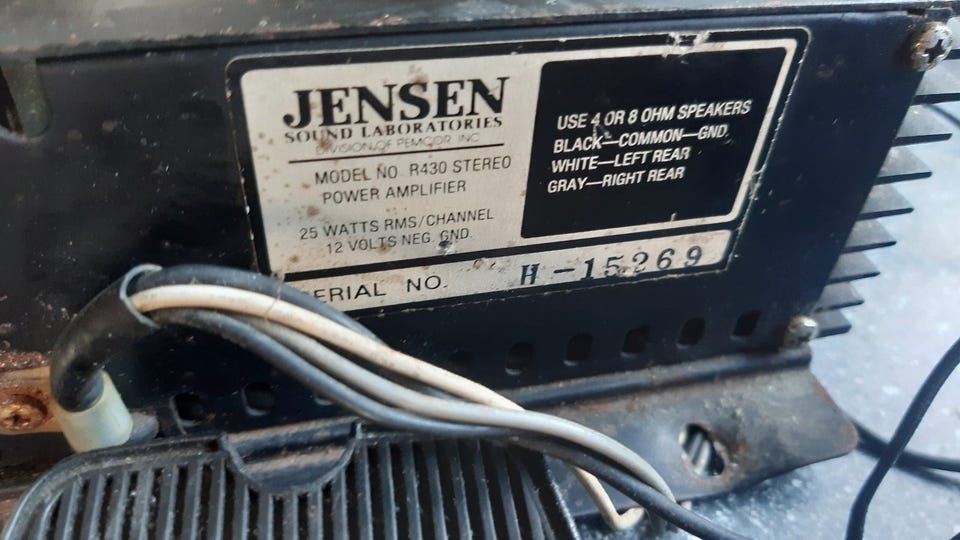 JENSEN
SOUND LABORATORIES
DIVISION OF PEMCOR, INC.
MODEL NO. R430 STEREO
POWER AMPLIFIER
25 WATTS RMS/CHANNEL
12 VOLTS NEG. GND.
USE 4 OR 8 OHM SPEAKERS
BLACK—COMMON—GND.
WHITE—LEFT REAR
GRAY—RIGHT REAR
ERIAL NO. H-15269